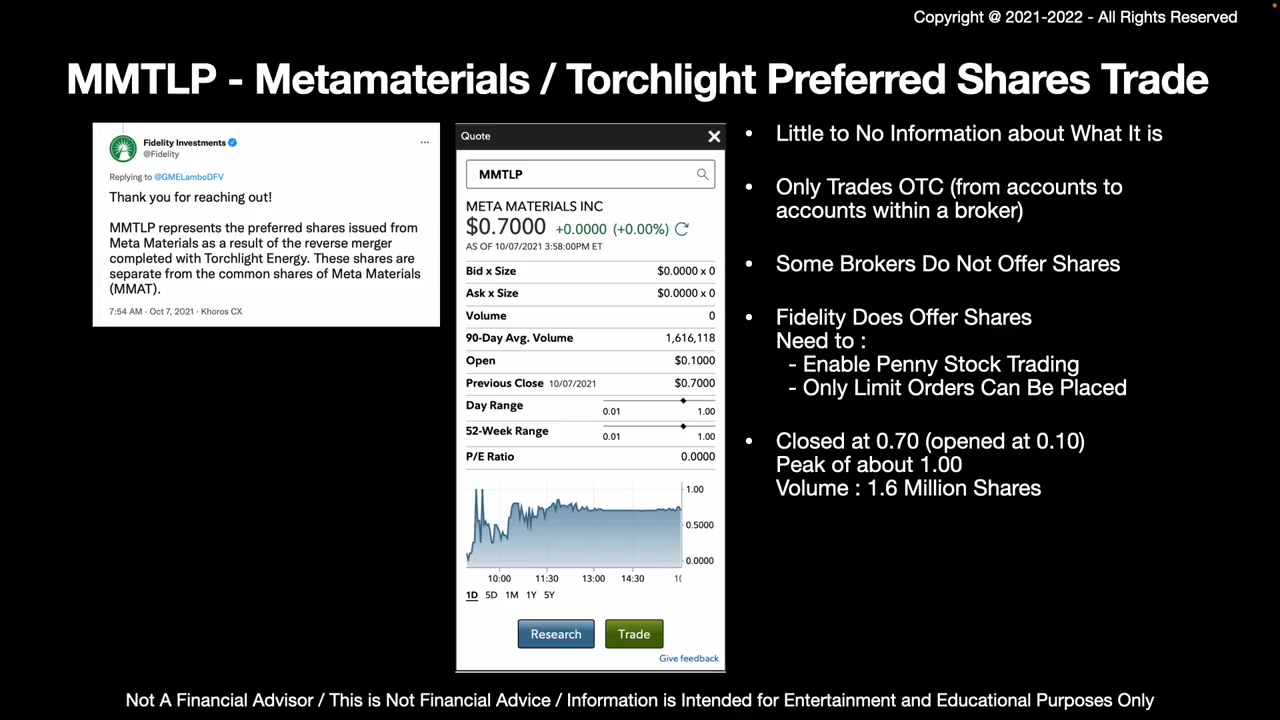 Copyright @ 2021-2022 - All Rights Reserved
MMTLP - Metamaterials / Torchlight Preferred Shares Trade
Fidelity Investments
@Fidelity
Replying to @GMELamboDFV
Thank you for reaching out!
MMTLP represents the preferred shares issued from
Meta Materials as a result of the reverse merger
completed with Torchlight Energy. These shares are
separate from the common shares of Meta Materials
(MMAT).
7:54 AM · Oct 7, 2021 · Khoros CX
Quote
MMTLP
META MATERIALS INC
$0.7000 +0.0000 (+0.00%)
AS OF 10/07/2021 3:58:00PM ET
Bid x Size $0.0000 x 0
Ask x Size $0.0000 x 0
Volume 0
90-Day Avg. Volume 1,616,118
Open $0.1000
Previous Close 10/07/2021 $0.7000
Day Range
0.01 1.00
52-Week Range
0.01 1.00
P/E Ratio 0.0000
1.00
0.5000
0.0000
10:00 11:30 13:00 14:30
1D 5D 1M 1Y 5Y
Research Trade
Give feedback
• Little to No Information about What It is
• Only Trades OTC (from accounts to
accounts within a broker)
• Some Brokers Do Not Offer Shares
• Fidelity Does Offer Shares
Need to :
- Enable Penny Stock Trading
- Only Limit Orders Can Be Placed
• Closed at 0.70 (opened at 0.10)
Peak of about 1.00
Volume : 1.6 Million Shares
Not A Financial Advisor / This is Not Financial Advice / Information is Intended for Entertainment and Educational Purposes Only